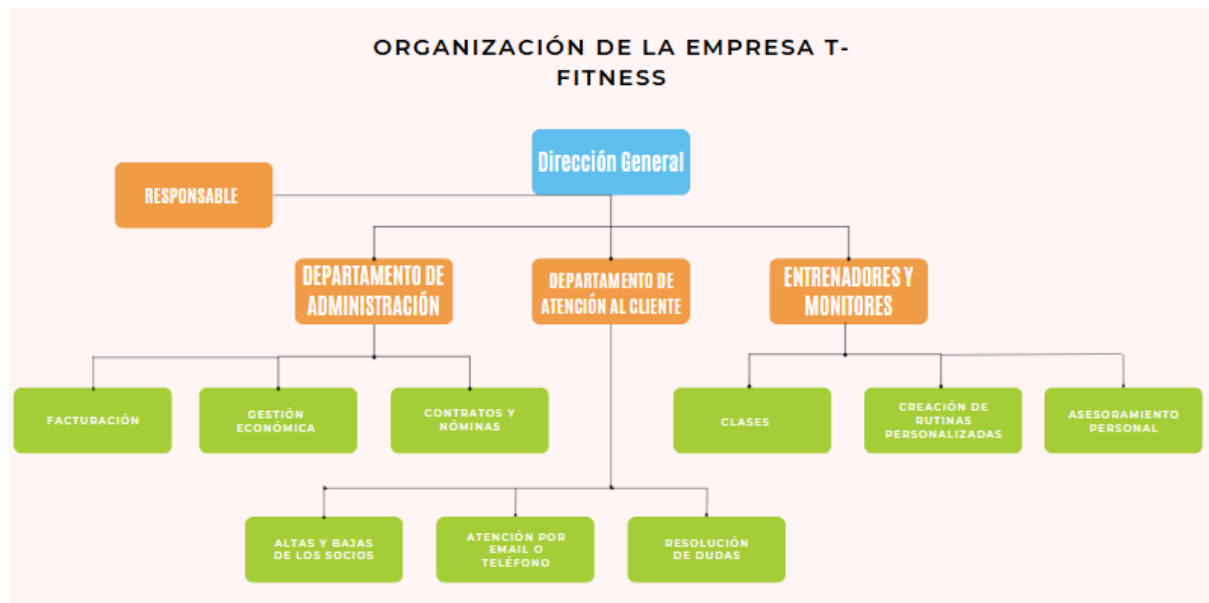 ORGANIZACIÓN DE LA EMPRESA T-
FITNESS
Dirección General
RESPONSABLE
DEPARTAMENTO DE
ADMINISTRACIÓN
DEPARTAMENTO DE
ATENCIÓN AL CLIENTE
ENTRENADORES Y
MONITORES
FACTURACIÓN
GESTIÓN
ECONÓMICA
CONTRATOS Y
NÓMINAS
CLASES
CREACIÓN DE
RUTINAS
PERSONALIZADAS
ASESORAMIENTO
PERSONAL
ALTAS Y BAJAS
DE LOS SOCIOS
ATENCIÓN POR
EMAIL O
TELÉFONO
RESOLUCIÓN
DE DUDAS